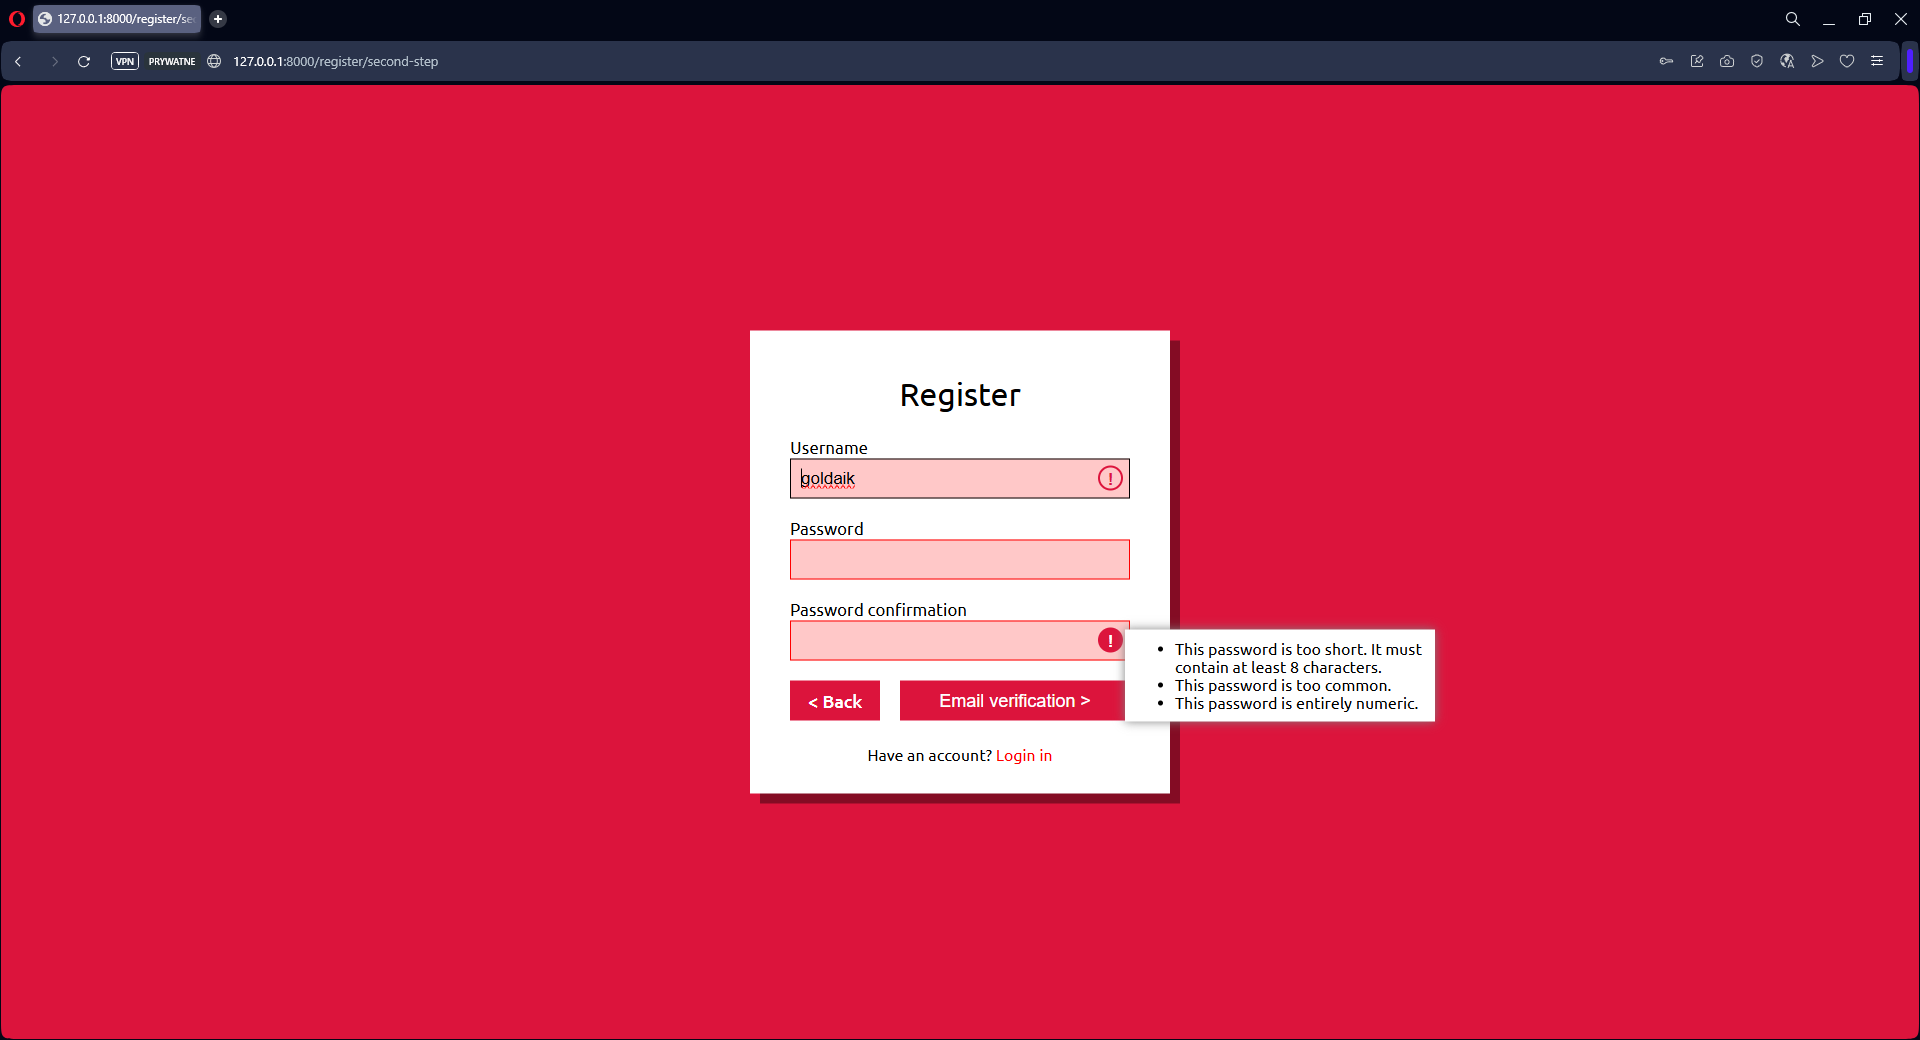 127.0.0.1:8000/register/se
VPN PRYWATNE 127.0.0.1:8000/register/second-step
Register
Username
goldaik
!
Password
Password confirmation
!
This password is too short. It must
contain at least 8 characters.
This password is too common.
This password is entirely numeric.
< Back
Email verification >
Have an account? Login in